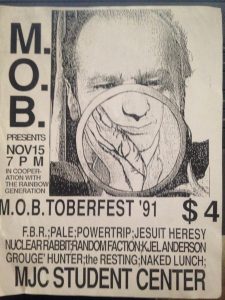 M.
O.
B.
PRESENTS
NOV15
7 PM
IN COOPER-
ATION WITH
THE RAINBOW
GENERATION
M.O.B.TOBERFEST '91 $4
F.B.R.;PALE;POWERTRIP;JESUIT HERESY
NUCLEAR RABBIT;RANDOM FACTION;KJEL ANDERSON
GROUGE' HUNTER;the RESTING;NAKED LUNCH;
MJC STUDENT CENTER